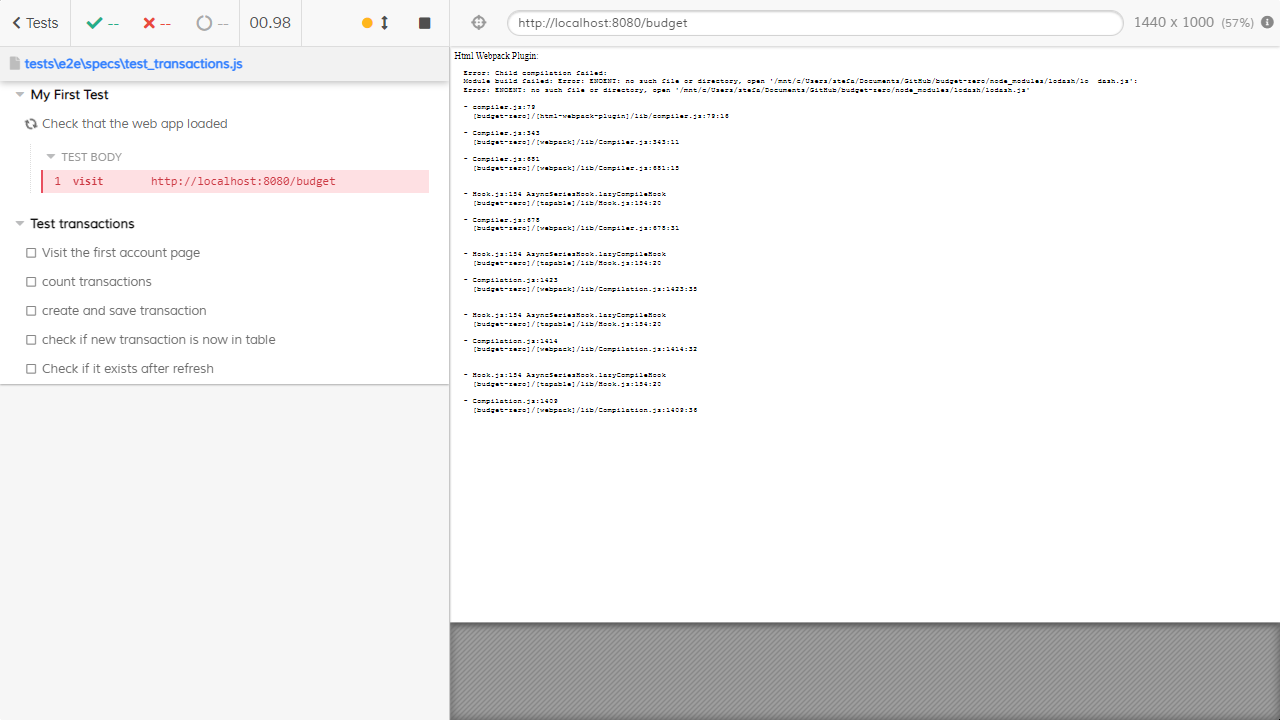 Tests
--
--
--
00.98
http://localhost:8080/budget
1440 x 1000 (57%)
tests\e2e\specs\test_transactions.js
My First Test
Check that the web app loaded
TEST BODY
1 visit http://localhost:8080/budget
Test transactions
Visit the first account page
count transactions
create and save transaction
check if new transaction is now in table
Check if it exists after refresh
Html Webpack Plugin:
Error: Child compilation failed:
Module build failed: Error: ENOENT: no such file or directory, open '/mnt/c/Users/stefa/Documents/GitHub/budget-zero/node_modules/lodash/lo dash.js':
Error: ENOENT: no such file or directory, open '/mnt/c/Users/stefa/Documents/GitHub/budget-zero/node_modules/lodash/lodash.js'
- compiler.js:79
[budget-zero]/[html-webpack-plugin]/lib/compiler.js:79:16
- Compiler.js:343
[budget-zero]/[webpack]/lib/Compiler.js:343:11
- Compiler.js:681
[budget-zero]/[webpack]/lib/Compiler.js:681:15
- Hook.js:154 AsyncSeriesHook.lazyCompileHook
[budget-zero]/[tapable]/lib/Hook.js:154:20
- Compiler.js:678
[budget-zero]/[webpack]/lib/Compiler.js:678:31
- Hook.js:154 AsyncSeriesHook.lazyCompileHook
[budget-zero]/[tapable]/lib/Hook.js:154:20
- Compilation.js:1423
[budget-zero]/[webpack]/lib/Compilation.js:1423:35
- Hook.js:154 AsyncSeriesHook.lazyCompileHook
[budget-zero]/[tapable]/lib/Hook.js:154:20
- Compilation.js:1414
[budget-zero]/[webpack]/lib/Compilation.js:1414:32
- Hook.js:154 AsyncSeriesHook.lazyCompileHook
[budget-zero]/[tapable]/lib/Hook.js:154:20
- Compilation.js:1409
[budget-zero]/[webpack]/lib/Compilation.js:1409:36